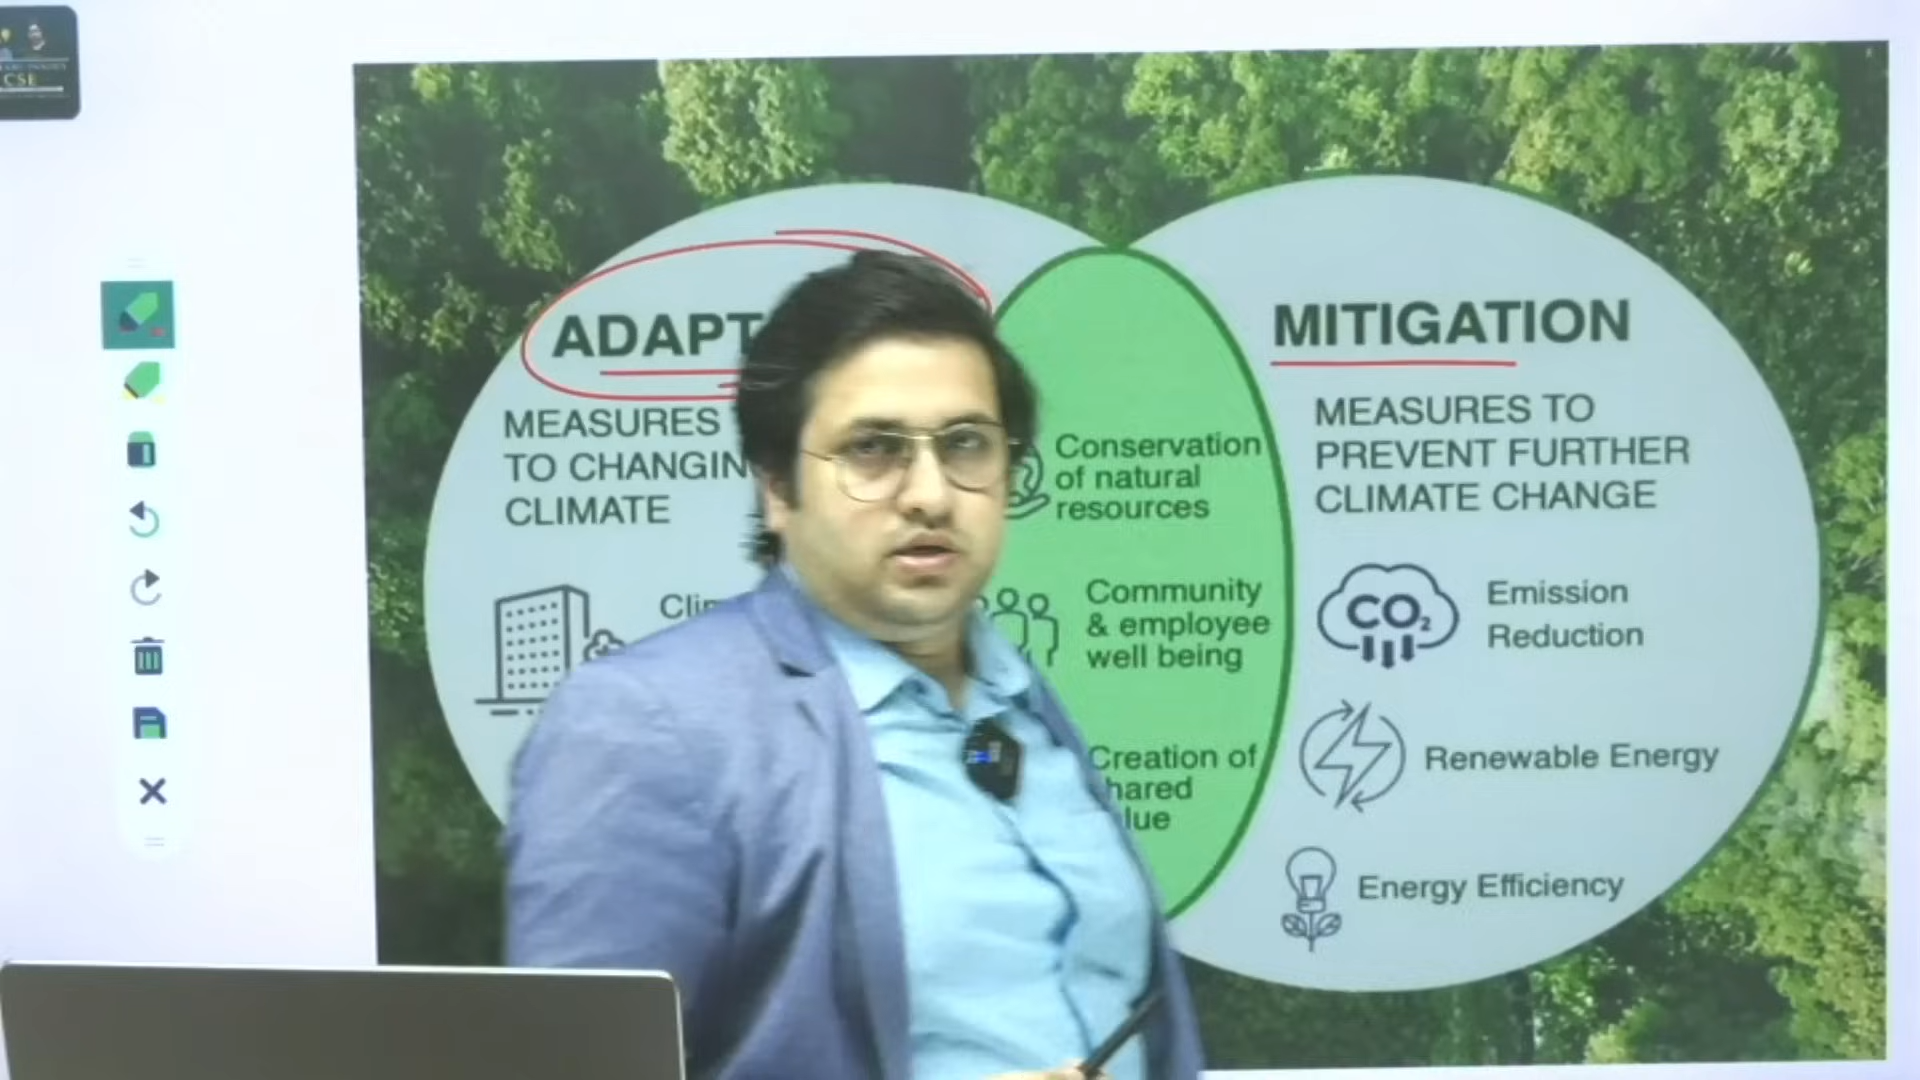 CSE
ADAPT
MEASURES
TO CHANGIN
CLIMATE
Conservation
of natural
resources
Community
& employee
well being
Creation of
hared
lue
MITIGATION
MEASURES TO
PREVENT FURTHER
CLIMATE CHANGE
CO₂
Emission
Reduction
Renewable Energy
Energy Efficiency